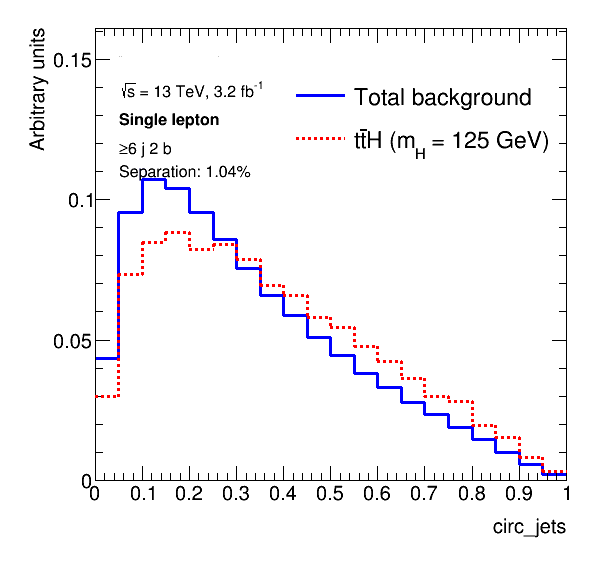 Arbitrary units
0.15
0.1
0.05
0
√s = 13 TeV, 3.2 fb⁻¹
Single lepton
≥6 j 2 b
Separation: 1.04%
Total background
tt̄H (m_H = 125 GeV)
0 0.1 0.2 0.3 0.4 0.5 0.6 0.7 0.8 0.9 1
circ_jets